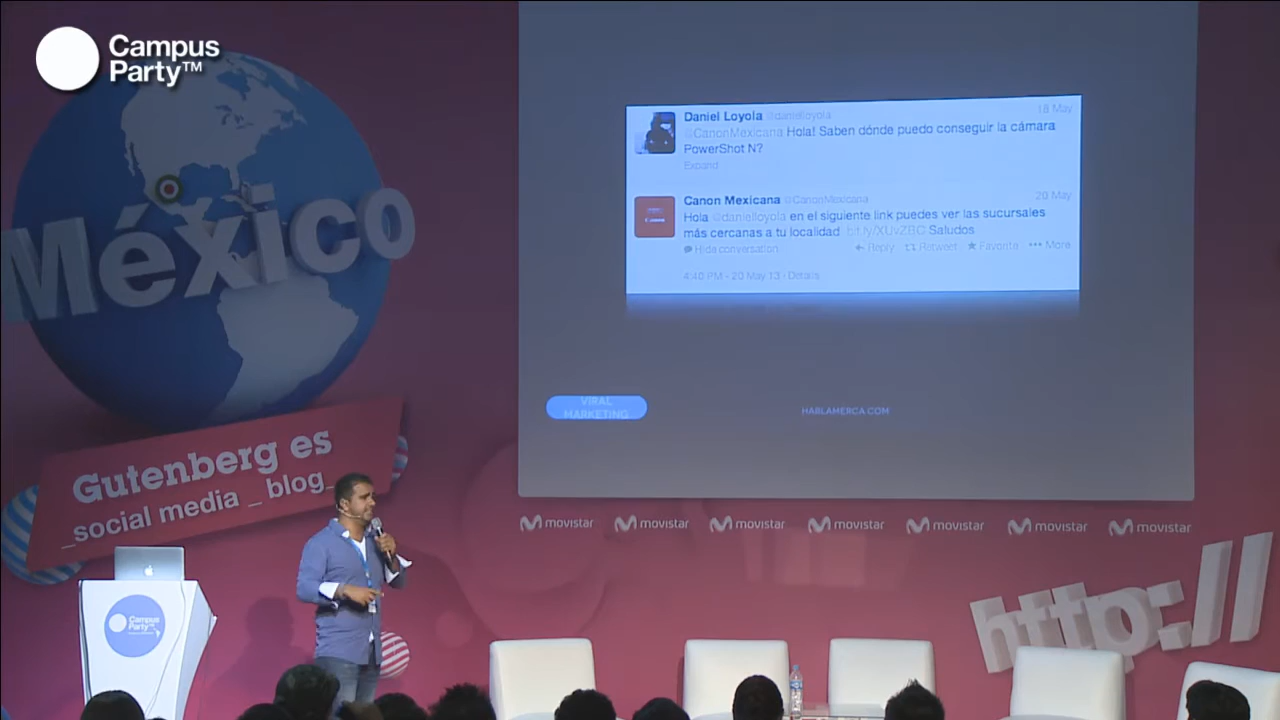 Campus
Party™
México
Gutenberg es
_social media _ blog_
Daniel Loyola @danielloyola 18 May
@CanonMexicana Hola! Saben dónde puedo conseguir la cámara
PowerShot N?
Expand
Canon Mexicana @CanonMexicana 20 May
Hola @danielloyola en el siguiente link puedes ver las sucursales
más cercanas a tu localidad bit.ly/XUvZBC Saludos
Hide conversation Reply Retweet Favorite More
4:40 PM - 20 May 13 · Details
VIRAL
MARKETING
HABLAMERCA.COM
movistar movistar movistar movistar movistar movistar movistar
http://
Campus
Party™